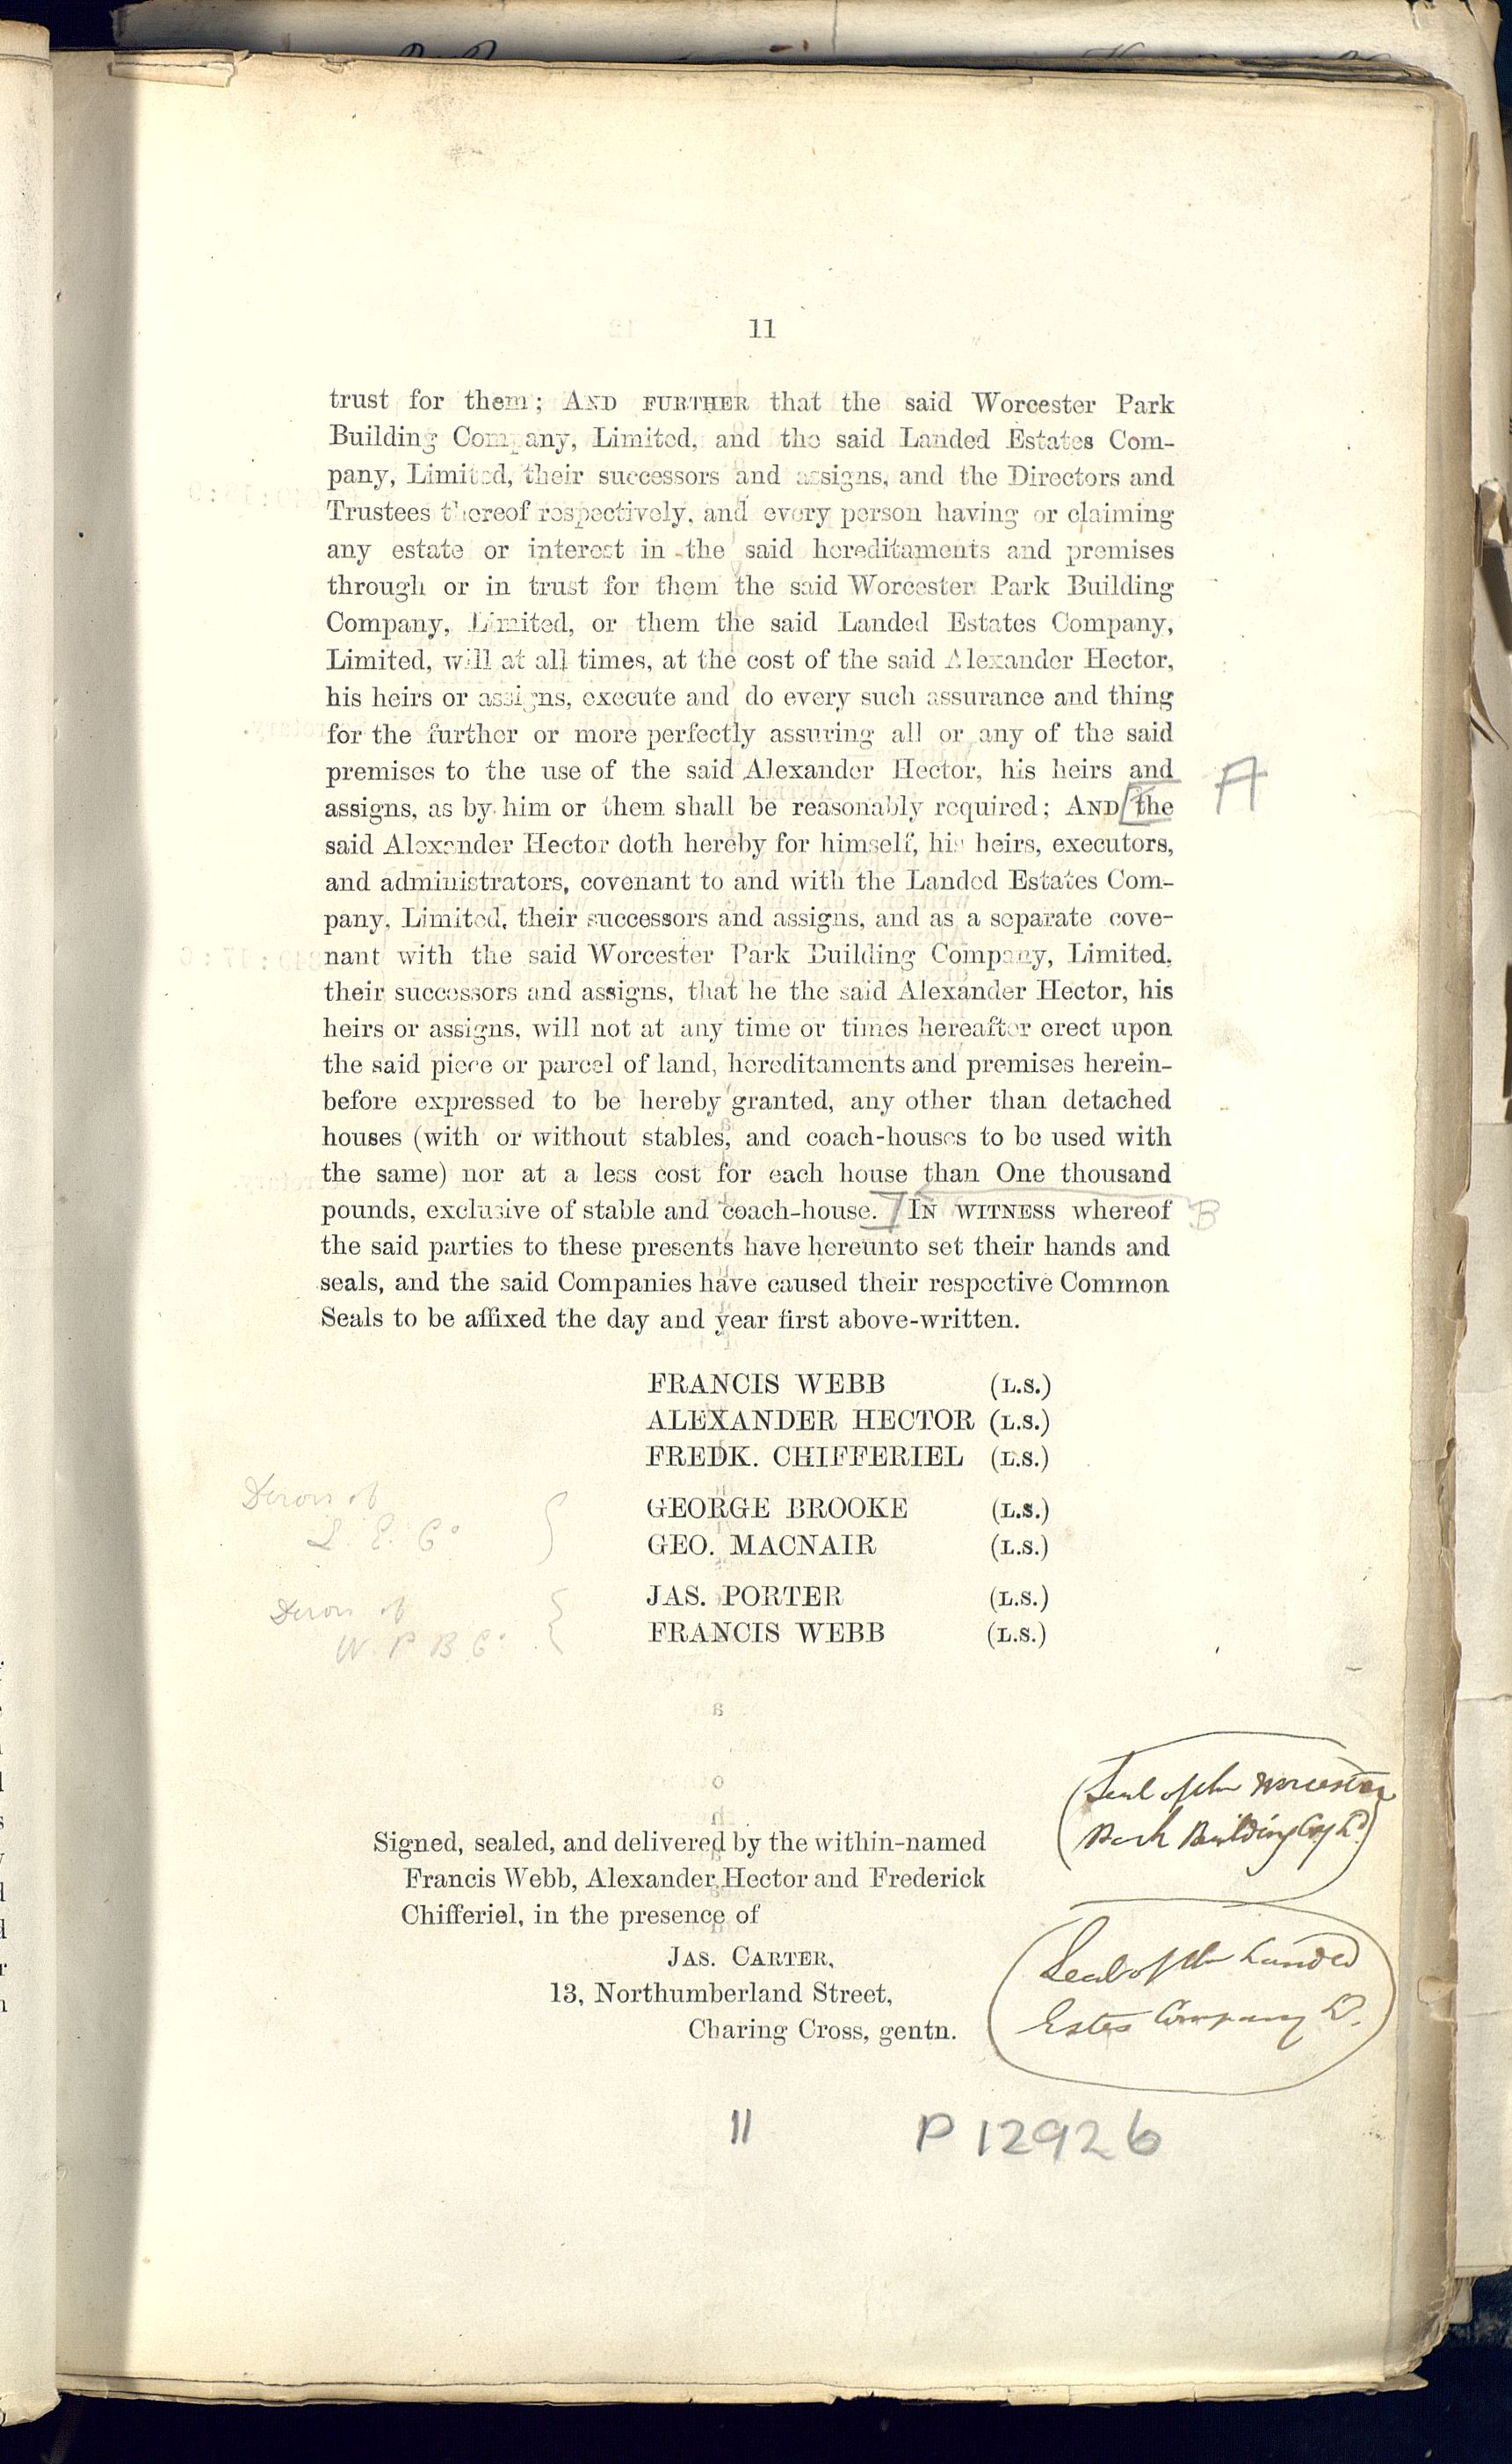 11
trust for them; AND FURTHER that the said Worcester Park
Building Company, Limited, and the said Landed Estates Com-
pany, Limited, their successors and assigns, and the Directors and
Trustees thereof respectively, and every person having or claiming
any estate or interest in the said hereditaments and premises
through or in trust for them the said Worcester Park Building
Company, Limited, or them the said Landed Estates Company,
Limited, will at all times, at the cost of the said Alexander Hector,
his heirs or assigns, execute and do every such assurance and thing
for the further or more perfectly assuring all or any of the said
premises to the use of the said Alexander Hector, his heirs and
A
assigns, as by him or them shall be reasonably required; AND [the
said Alexander Hector doth hereby for himself, his heirs, executors,
and administrators, covenant to and with the Landed Estates Com-
pany, Limited, their successors and assigns, and as a separate cove-
nant with the said Worcester Park Building Company, Limited,
their successors and assigns, that he the said Alexander Hector, his
heirs or assigns, will not at any time or times hereafter erect upon
the said piece or parcel of land, hereditaments and premises herein-
before expressed to be hereby granted, any other than detached
houses (with or without stables, and coach-houses to be used with
the same) nor at a less cost for each house than One thousand
pounds, exclusive of stable and coach-house.] IN WITNESS whereof
B
the said parties to these presents have hereunto set their hands and
seals, and the said Companies have caused their respective Common
Seals to be affixed the day and year first above-written.
FRANCIS WEBB (L.S.)
ALEXANDER HECTOR (L.S.)
FREDK. CHIFFERIEL (L.S.)
GEORGE BROOKE (L.S.)
L. E. Co
GEO. MACNAIR (L.S.)
JAS. PORTER (L.S.)
W P B Co
FRANCIS WEBB (L.S.)
Seal of the Worcester
Park Building Coy Ld.
Signed, sealed, and delivered by the within-named
Francis Webb, Alexander Hector and Frederick
Chifferiel, in the presence of
JAS. CARTER,
13, Northumberland Street,
Charing Cross, gentn.
Seal of the Landed
Estes Company Ld.
11
P 12926